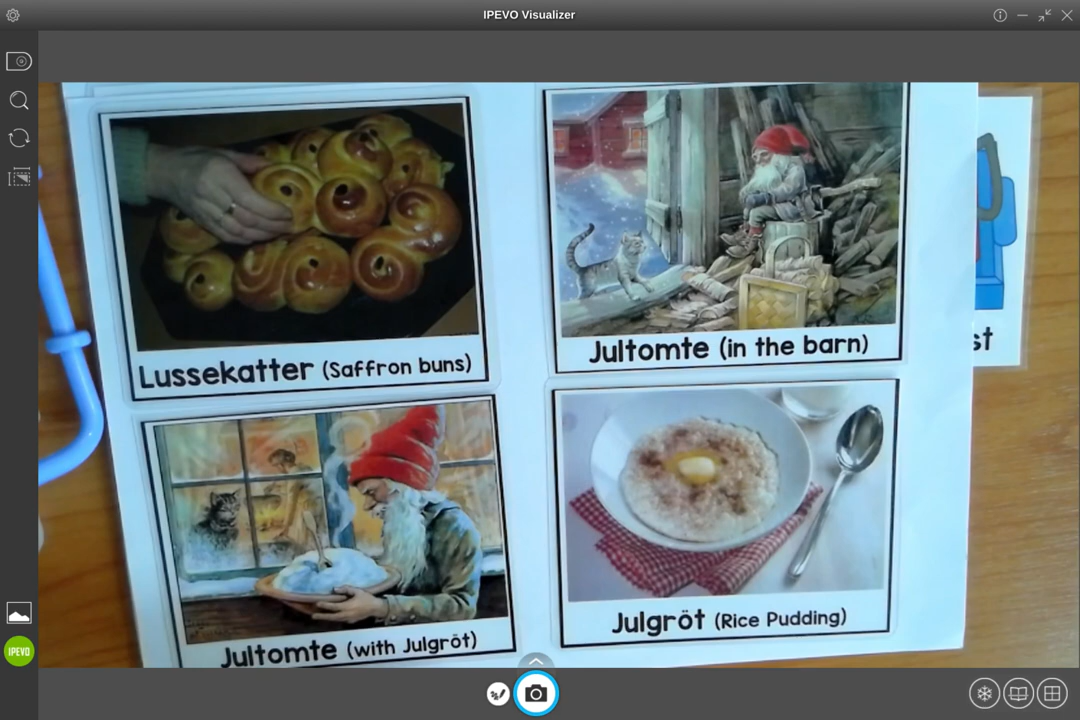 IPEVO Visualizer
Lussekatter (Saffron buns)
Jultomte (in the barn)
st
Jultomte (with Julgröt)
Julgröt (Rice Pudding)
IPEVO